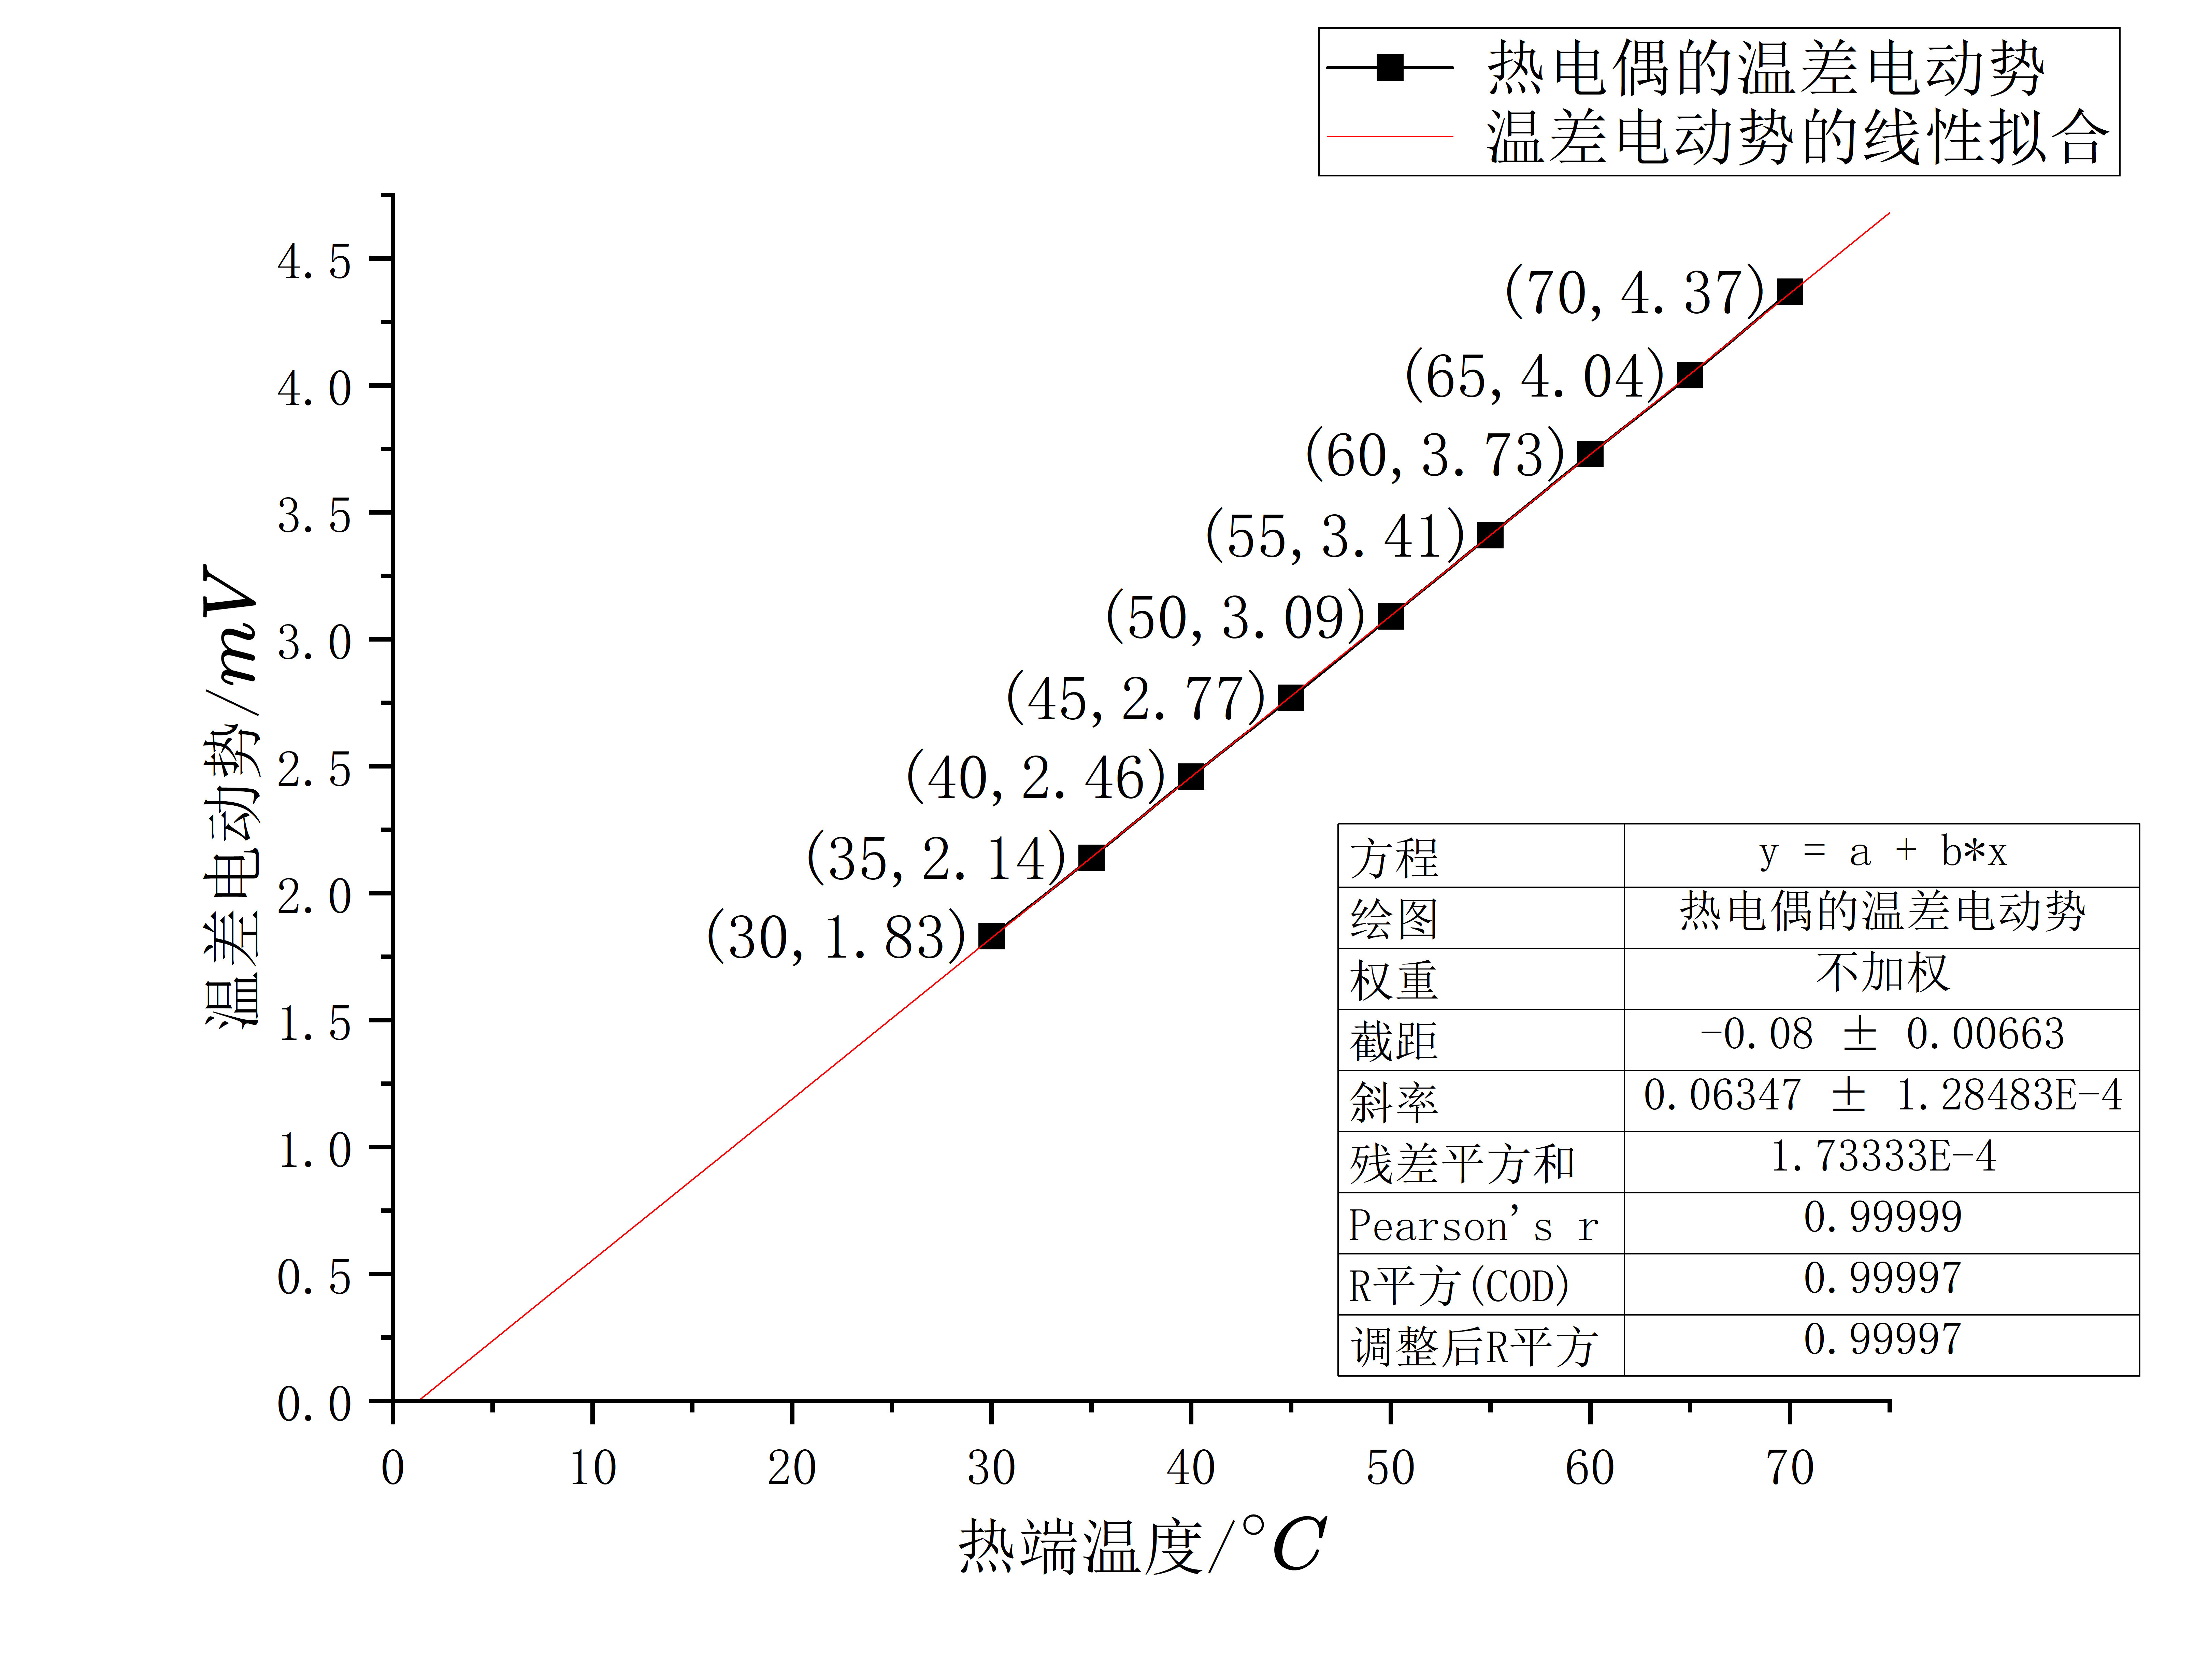 热电偶的温差电动势
温差电动势的线性拟合
温差电动势/mV
4.5
4.0
3.5
3.0
2.5
2.0
1.5
1.0
0.5
0.0
(70,4.37)
(65,4.04)
(60,3.73)
(55,3.41)
(50,3.09)
(45,2.77)
(40,2.46)
(35,2.14)
(30,1.83)
方程 y = a + b*x
绘图 热电偶的温差电动势
权重 不加权
截距 -0.08 ± 0.00663
斜率 0.06347 ± 1.28483E-4
残差平方和 1.73333E-4
Pearson's r 0.99999
R平方(COD) 0.99997
调整后R平方 0.99997
0 10 20 30 40 50 60 70
热端温度/°C